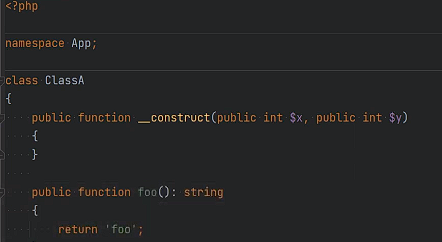 <?php
namespace App;
class ClassA
{
    public function __construct(public int $x, public int $y)
    {
    }
    public function foo(): string
    {
        return 'foo';